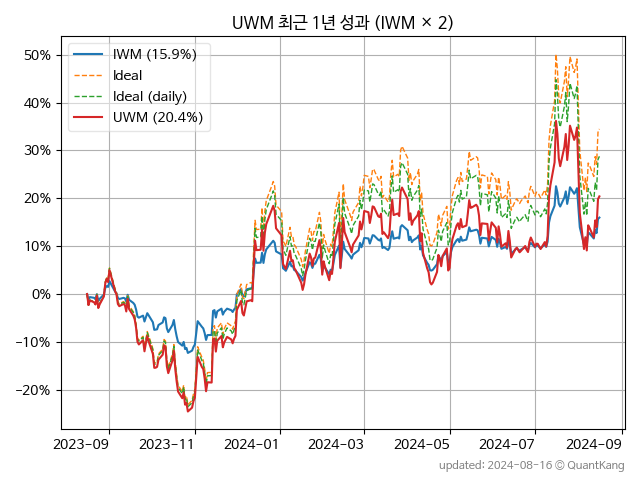 UWM 최근 1년 성과 (IWM × 2)
IWM (15.9%)
Ideal
Ideal (daily)
UWM (20.4%)
50%
40%
30%
20%
10%
0%
−10%
−20%
2023-09 2023-11 2024-01 2024-03 2024-05 2024-07 2024-09
updated: 2024-08-16 © QuantKang